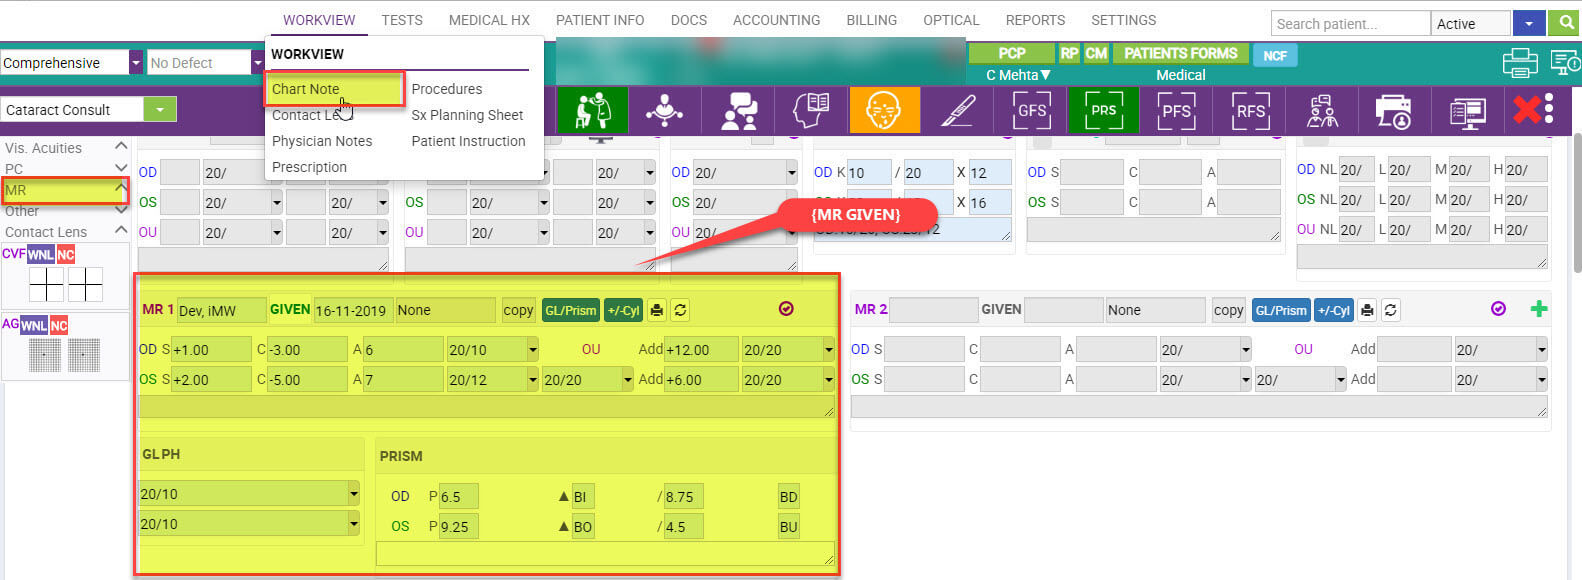 WORKVIEW TESTS MEDICAL HX PATIENT INFO DOCS ACCOUNTING BILLING OPTICAL REPORTS SETTINGS Search patient... Active
WORKVIEW
Comprehensive No Defect PCP RP CM PATIENTS FORMS NCF
C Mehta▼ Medical
Chart Note Procedures
Cataract Consult Contact Sx Planning Sheet GFS PRS PFS RFS
Physician Notes Patient Instruction
Prescription
Vis. Acuities
PC
MR
Other
Contact Lens
CVF WNL NC
AG WNL NC
OD 20/ 20/ 20/ 20/ OD 20/ OD K 10 / 20 X 12 OD S C A OD NL 20/ L 20/ M 20/ H 20/
OS 20/ 20/ OS 20/ 20/ OS 20/ X 16 OS S C A OS NL 20/ L 20/ M 20/ H 20/
OU 20/ 20/ OU 20/ 20/ OU 20/ OU NL 20/ L 20/ M 20/ H 20/
{MR GIVEN}
MR 1 Dev, iMW GIVEN 16-11-2019 None copy GL/Prism +/-Cyl
OD S +1.00 C -3.00 A 6 20/10 OU Add +12.00 20/20
OS S +2.00 C -5.00 A 7 20/12 20/20 Add +6.00 20/20
GL PH
20/10
20/10
PRISM
OD P 6.5 ▲ BI / 8.75 BD
OS P 9.25 ▲ BO / 4.5 BU
MR 2 GIVEN None copy GL/Prism +/-Cyl
OD S C A 20/ OU Add 20/
OS S C A 20/ 20/ Add 20/